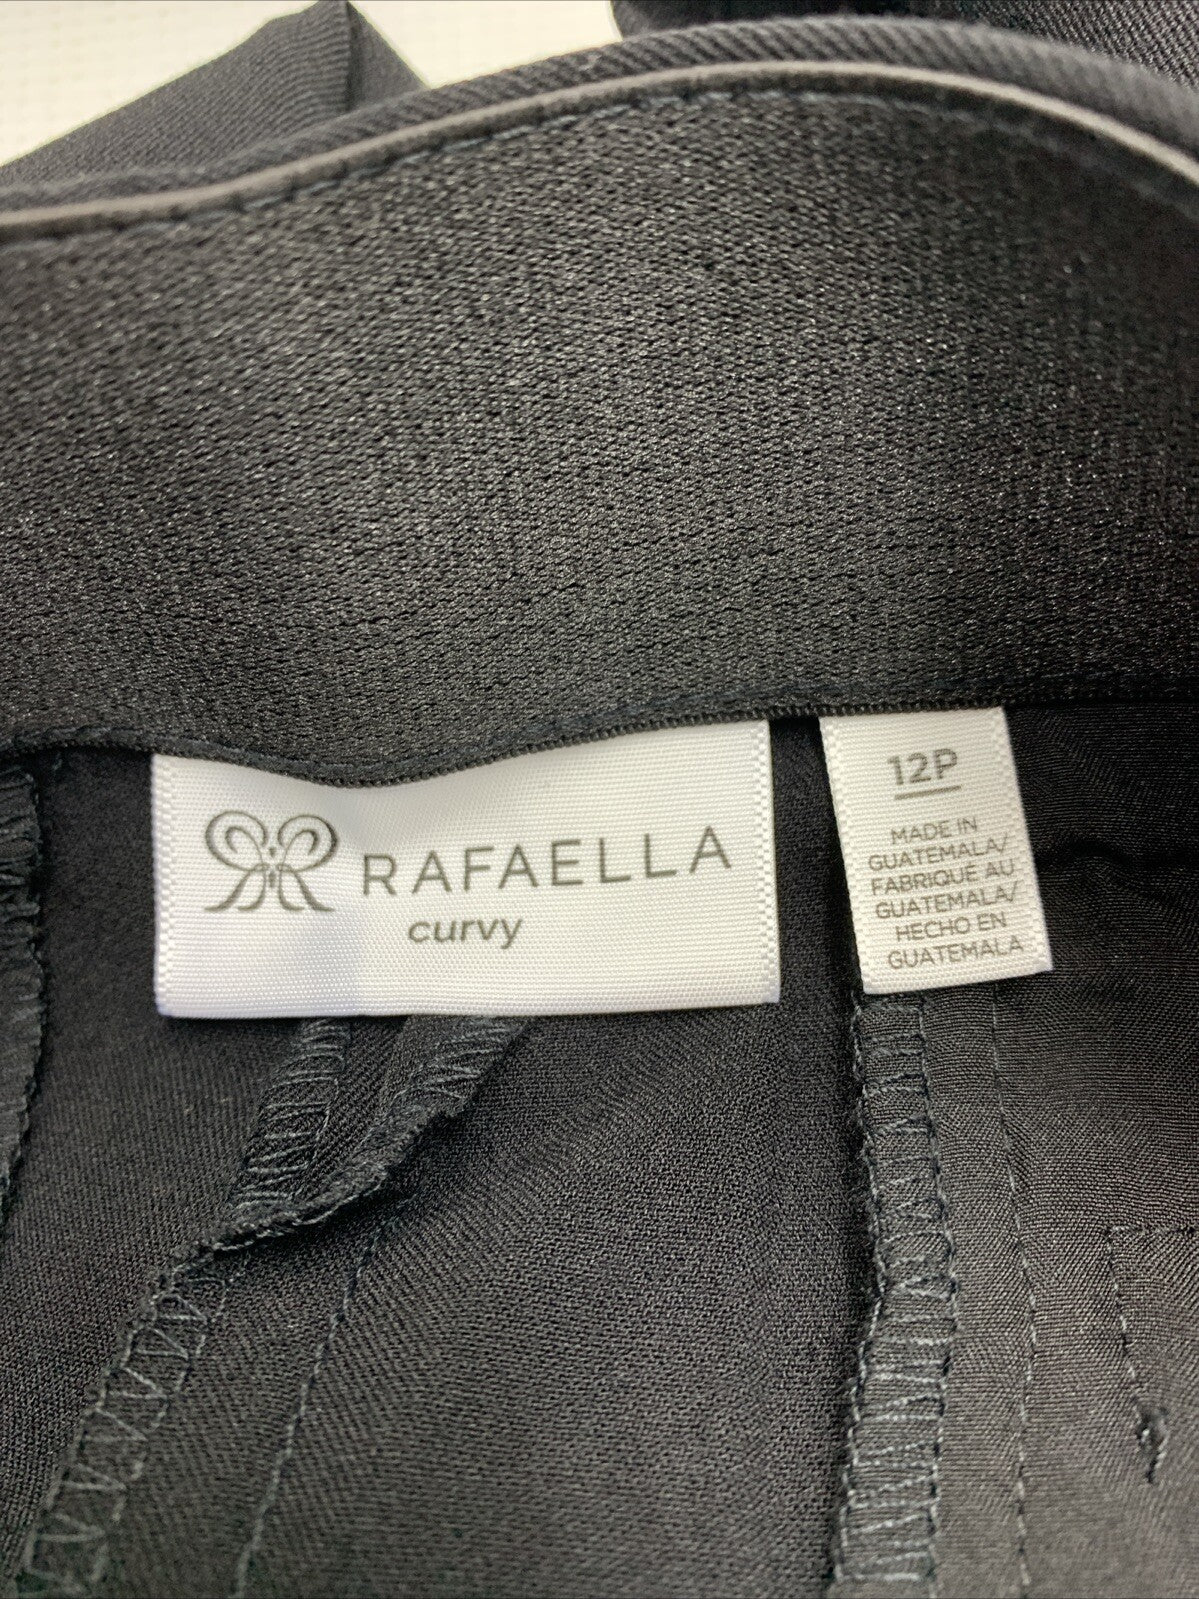 RAFAELLA
curvy
12P
MADE IN
GUATEMALA/
FABRIQUÉ AU
GUATEMALA/
HECHO EN
GUATEMALA